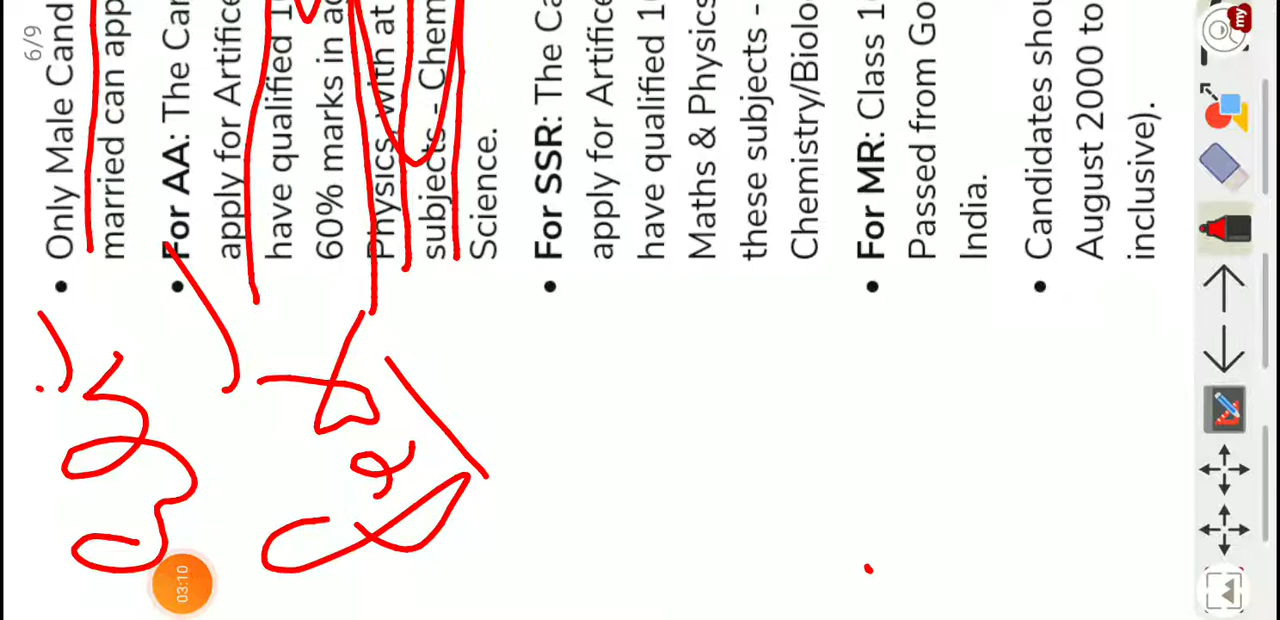 6/9
• Only Male Cand
married can app
• For AA: The Can
apply for Artifice
have qualified 1
60% marks in a
Physics, with at
subjects - Chem
Science.
• For SSR: The Ca
apply for Artifice
have qualified 1
Maths & Physics
these subjects -
Chemistry/Biolo
• For MR: Class 1
Passed from Go
India.
• Candidates shou
August 2000 to
inclusive).
03:10
my